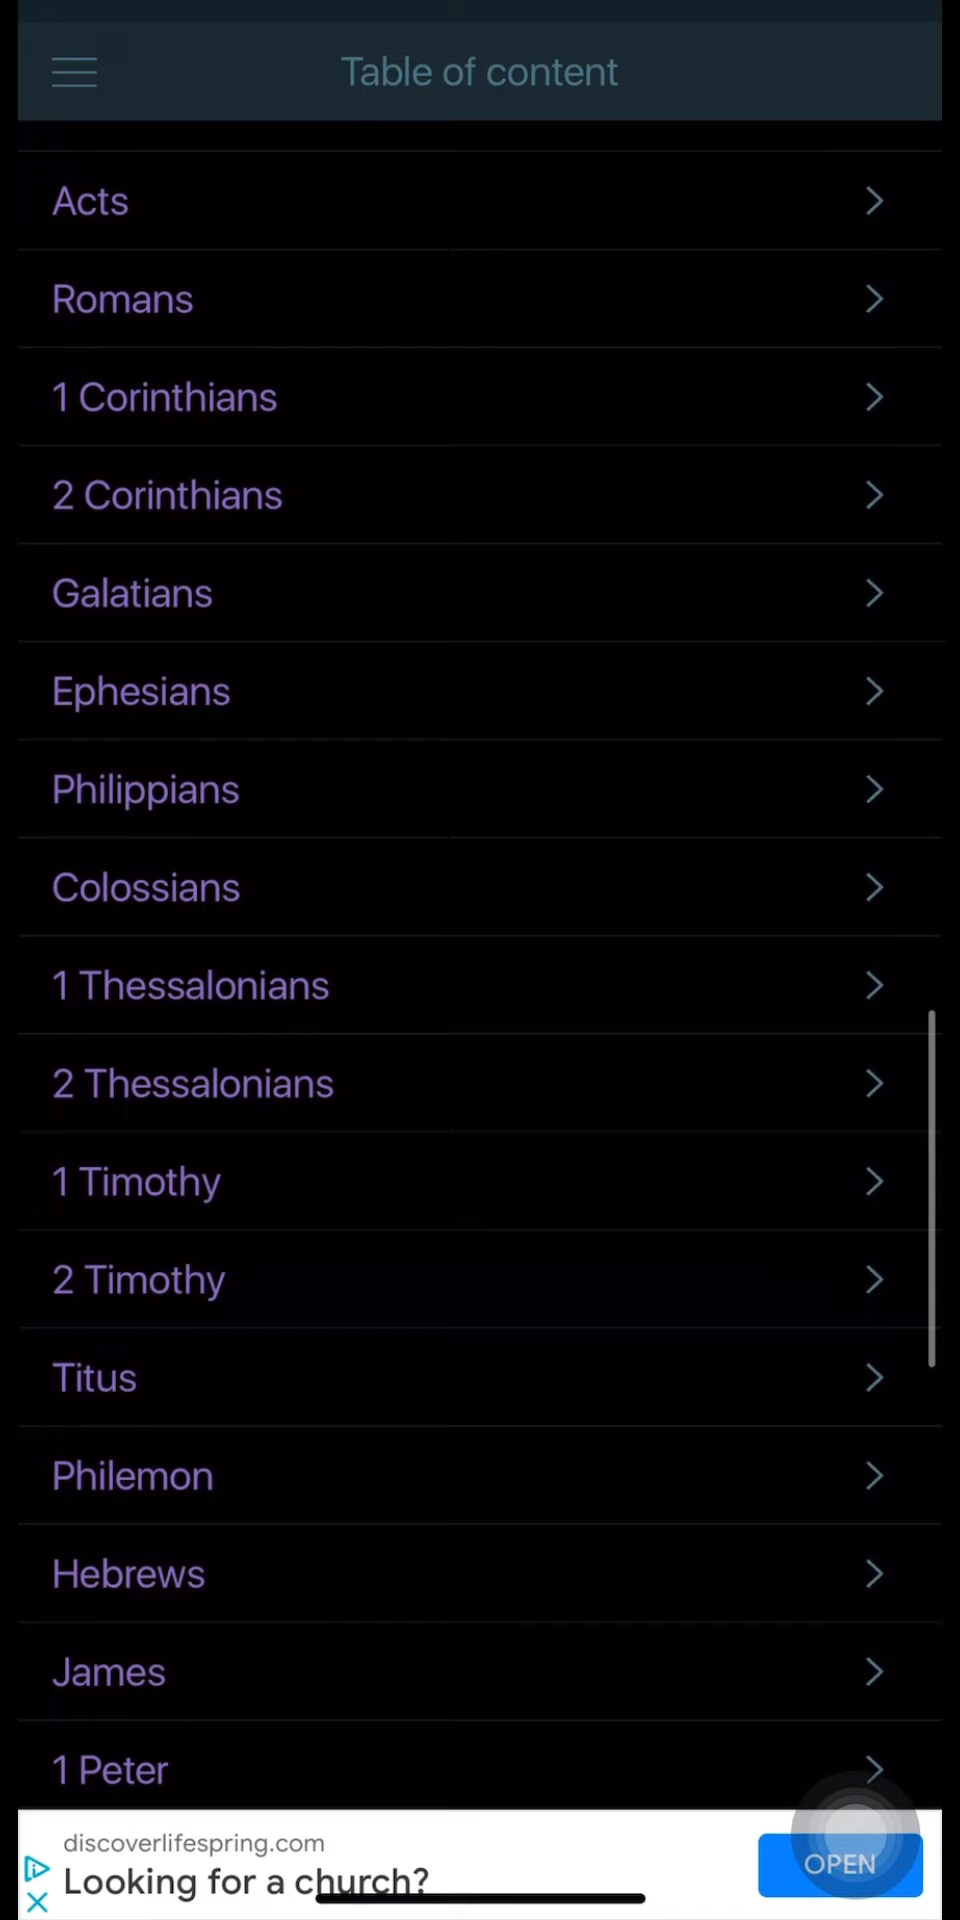 Table of content
Acts
Romans
1 Corinthians
2 Corinthians
Galatians
Ephesians
Philippians
Colossians
1 Thessalonians
2 Thessalonians
1 Timothy
2 Timothy
Titus
Philemon
Hebrews
James
1 Peter
discoverlifespring.com
Looking for a church?
OPEN